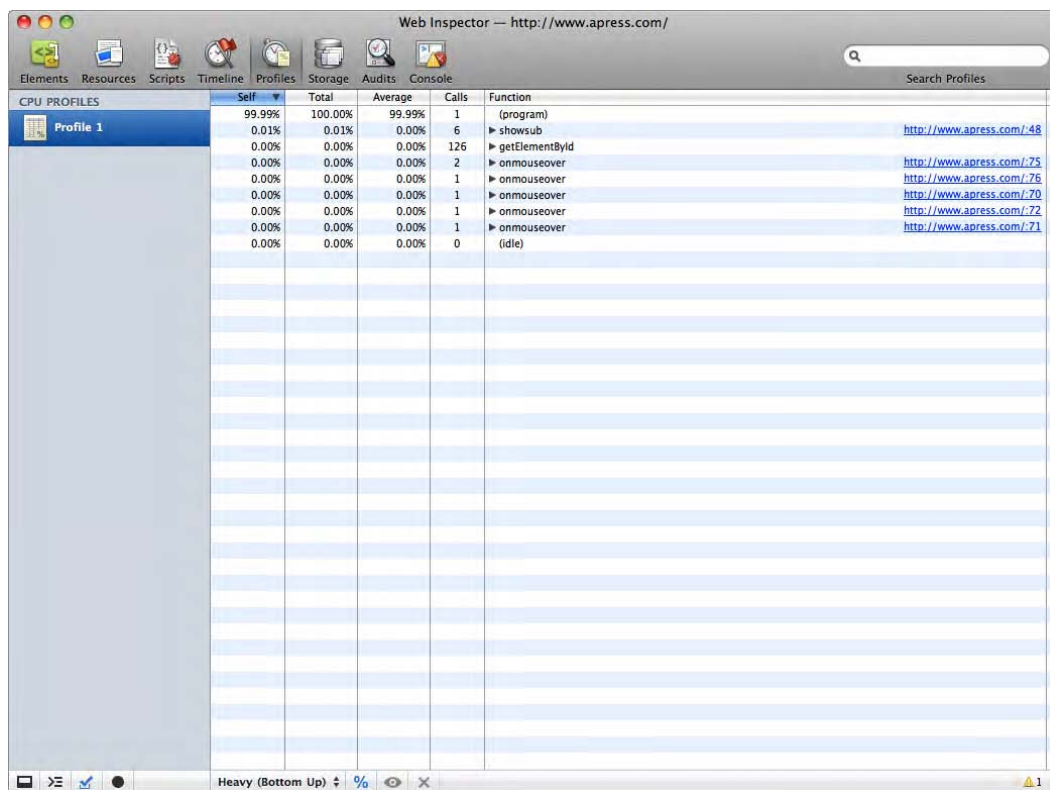 Web Inspector — http://www.apress.com/
Elements Resources Scripts Timeline Profiles Storage Audits Console
Search Profiles
CPU PROFILES
Profile 1
Self Total Average Calls Function
99.99% 100.00% 99.99% 1 (program)
0.01% 0.01% 0.00% 6 showsub http://www.apress.com/:48
0.00% 0.00% 0.00% 126 getElementById
0.00% 0.00% 0.00% 2 onmouseover http://www.apress.com/:75
0.00% 0.00% 0.00% 1 onmouseover http://www.apress.com/:76
0.00% 0.00% 0.00% 1 onmouseover http://www.apress.com/:70
0.00% 0.00% 0.00% 1 onmouseover http://www.apress.com/:72
0.00% 0.00% 0.00% 1 onmouseover http://www.apress.com/:71
0.00% 0.00% 0.00% 0 (idle)
Heavy (Bottom Up) % 1